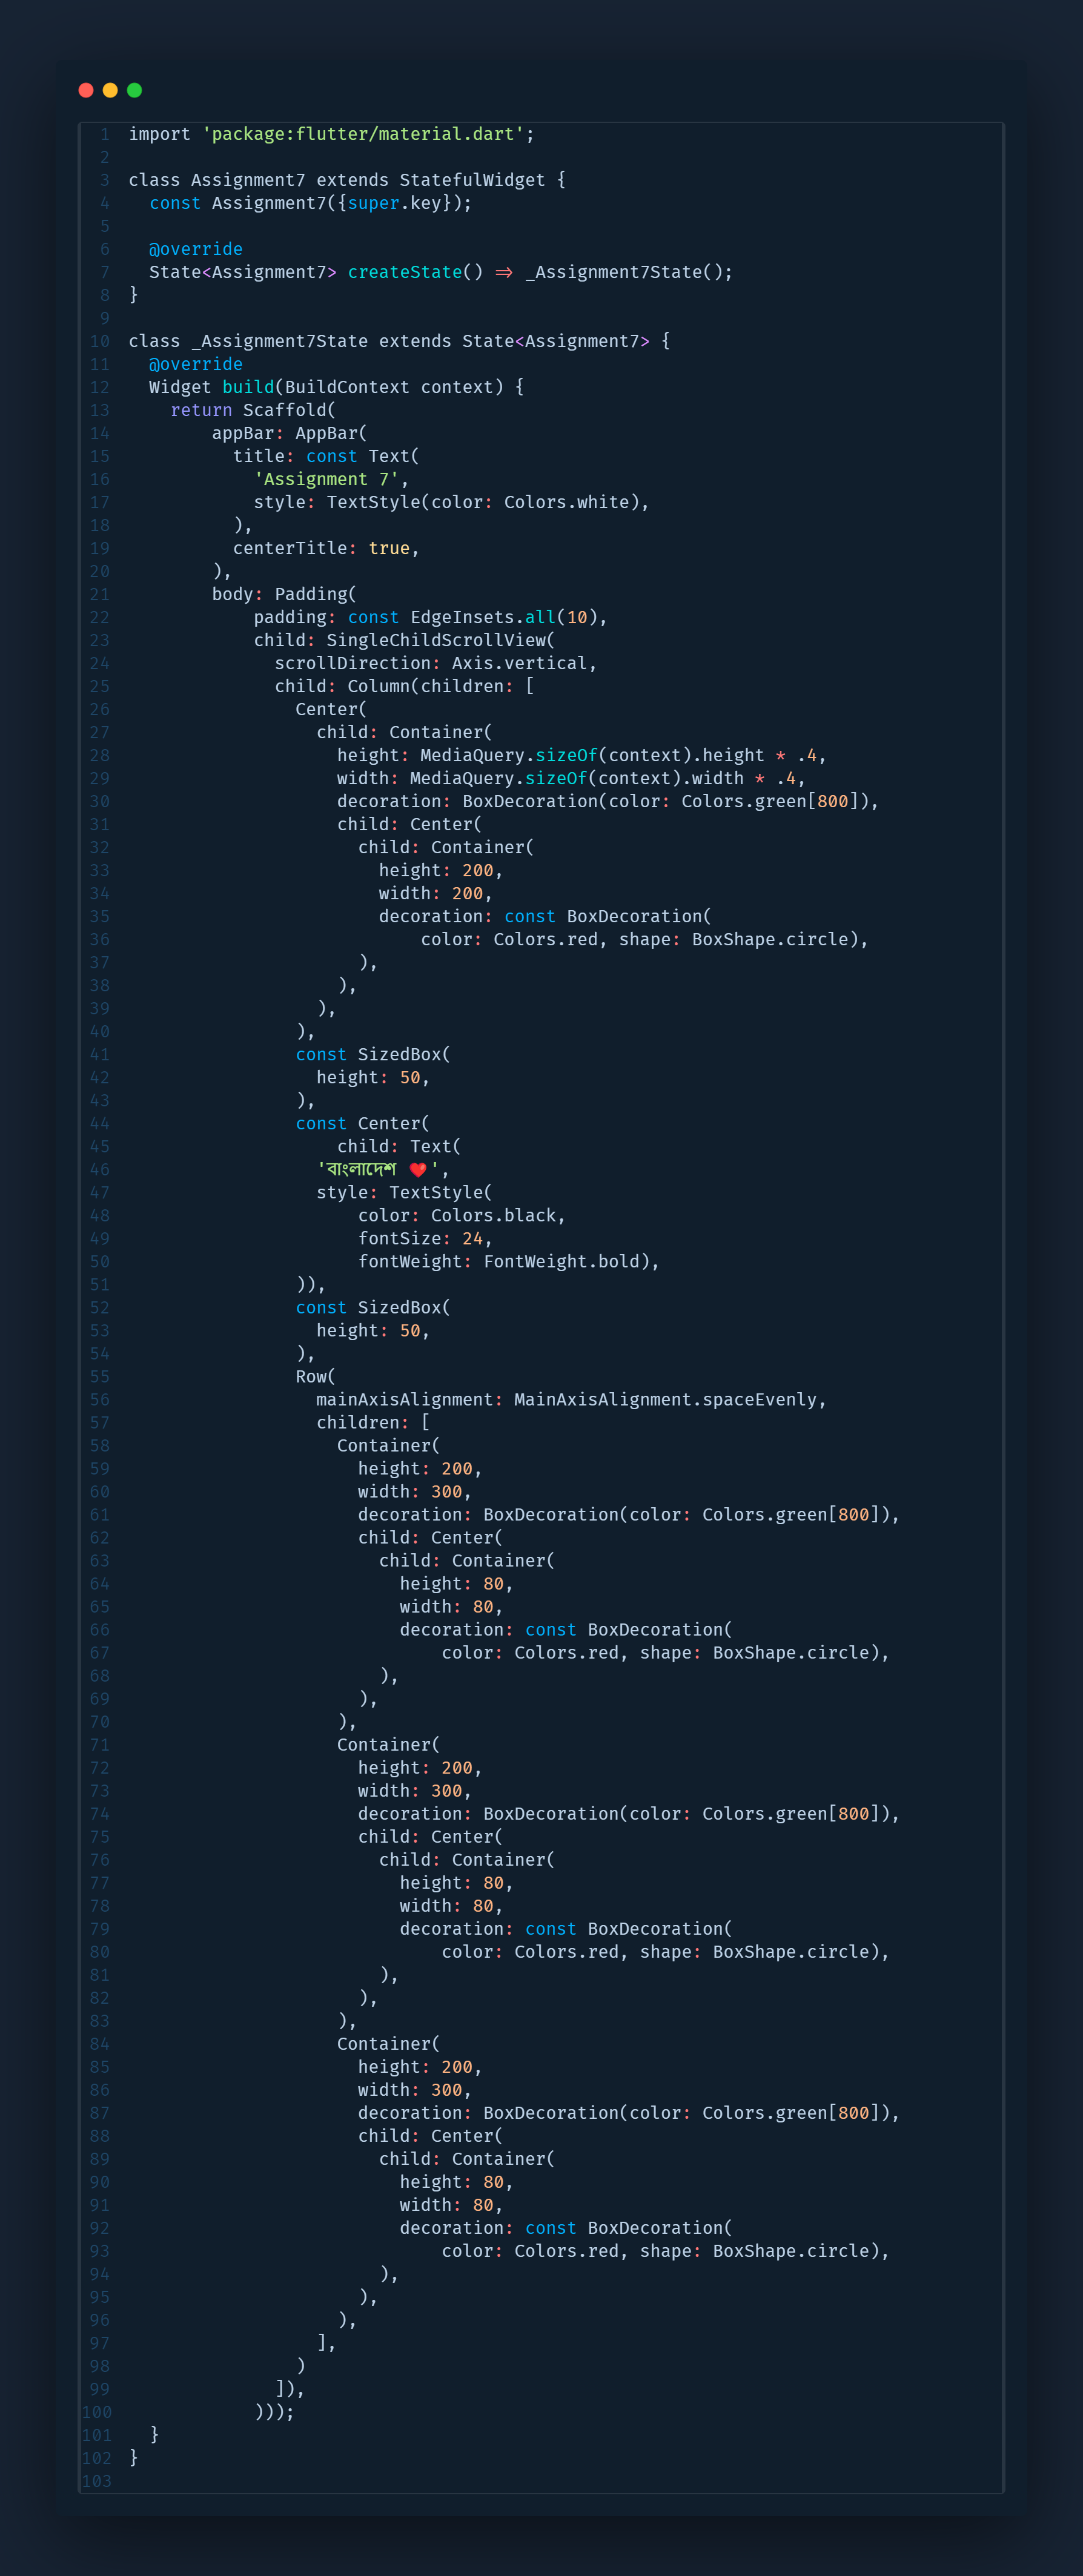 1 import 'package:flutter/material.dart';
2
3 class Assignment7 extends StatefulWidget {
4   const Assignment7({super.key});
5
6   @override
7   State<Assignment7> createState() => _Assignment7State();
8 }
9
10 class _Assignment7State extends State<Assignment7> {
11   @override
12   Widget build(BuildContext context) {
13     return Scaffold(
14         appBar: AppBar(
15           title: const Text(
16             'Assignment 7',
17             style: TextStyle(color: Colors.white),
18           ),
19           centerTitle: true,
20         ),
21         body: Padding(
22             padding: const EdgeInsets.all(10),
23             child: SingleChildScrollView(
24               scrollDirection: Axis.vertical,
25               child: Column(children: [
26                 Center(
27                   child: Container(
28                     height: MediaQuery.sizeOf(context).height * .4,
29                     width: MediaQuery.sizeOf(context).width * .4,
30                     decoration: BoxDecoration(color: Colors.green[800]),
31                     child: Center(
32                       child: Container(
33                         height: 200,
34                         width: 200,
35                         decoration: const BoxDecoration(
36                             color: Colors.red, shape: BoxShape.circle),
37                       ),
38                     ),
39                   ),
40                 ),
41                 const SizedBox(
42                   height: 50,
43                 ),
44                 const Center(
45                     child: Text(
46                   'বাংলাদেশ ❤️',
47                   style: TextStyle(
48                       color: Colors.black,
49                       fontSize: 24,
50                       fontWeight: FontWeight.bold),
51                 )),
52                 const SizedBox(
53                   height: 50,
54                 ),
55                 Row(
56                   mainAxisAlignment: MainAxisAlignment.spaceEvenly,
57                   children: [
58                     Container(
59                       height: 200,
60                       width: 300,
61                       decoration: BoxDecoration(color: Colors.green[800]),
62                       child: Center(
63                         child: Container(
64                           height: 80,
65                           width: 80,
66                           decoration: const BoxDecoration(
67                               color: Colors.red, shape: BoxShape.circle),
68                         ),
69                       ),
70                     ),
71                     Container(
72                       height: 200,
73                       width: 300,
74                       decoration: BoxDecoration(color: Colors.green[800]),
75                       child: Center(
76                         child: Container(
77                           height: 80,
78                           width: 80,
79                           decoration: const BoxDecoration(
80                               color: Colors.red, shape: BoxShape.circle),
81                         ),
82                       ),
83                     ),
84                     Container(
85                       height: 200,
86                       width: 300,
87                       decoration: BoxDecoration(color: Colors.green[800]),
88                       child: Center(
89                         child: Container(
90                           height: 80,
91                           width: 80,
92                           decoration: const BoxDecoration(
93                               color: Colors.red, shape: BoxShape.circle),
94                         ),
95                       ),
96                     ),
97                   ],
98                 )
99               ]),
100             )));
101   }
102 }
103